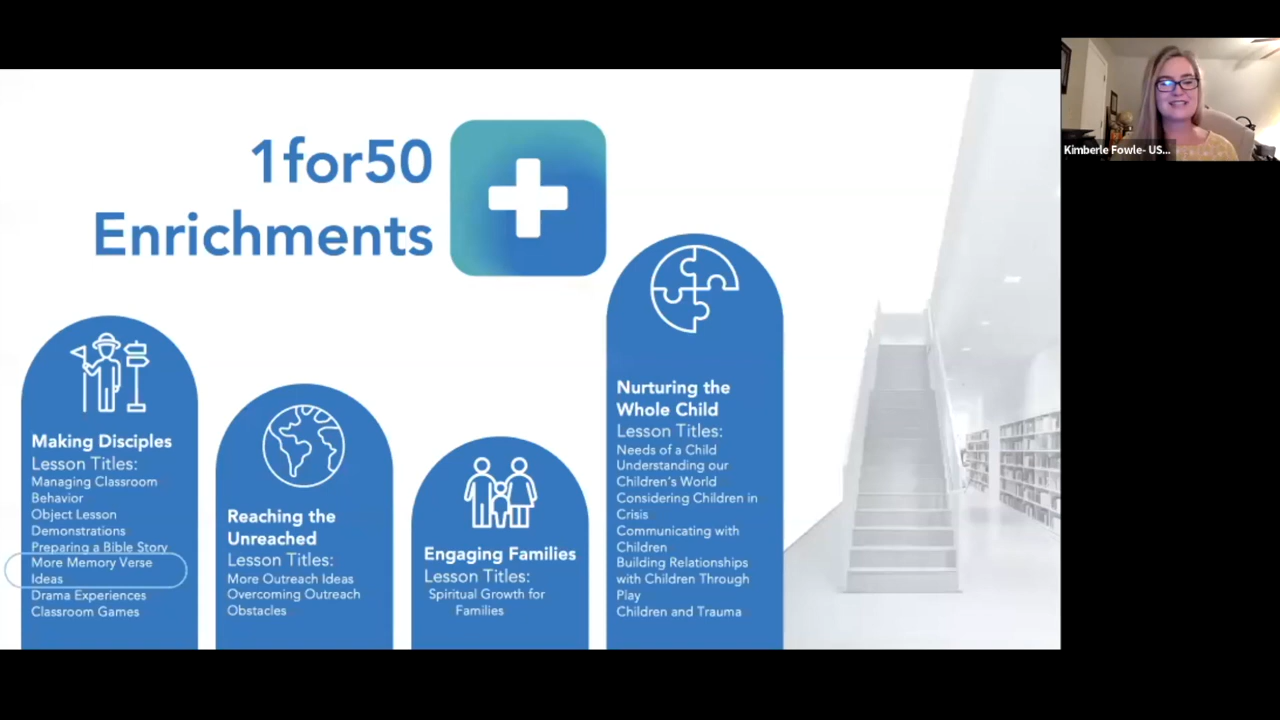 1for50
Enrichments
Making Disciples
Lesson Titles:
Managing Classroom
Behavior
Object Lesson
Demonstrations
Preparing a Bible Story
More Memory Verse
Ideas
Drama Experiences
Classroom Games
Reaching the
Unreached
Lesson Titles:
More Outreach Ideas
Overcoming Outreach
Obstacles
Engaging Families
Lesson Titles:
Spiritual Growth for
Families
Nurturing the
Whole Child
Lesson Titles:
Needs of a Child
Understanding our
Children's World
Considering Children in
Crisis
Communicating with
Children
Building Relationships
with Children Through
Play
Children and Trauma
Kimberle Fowle- US...